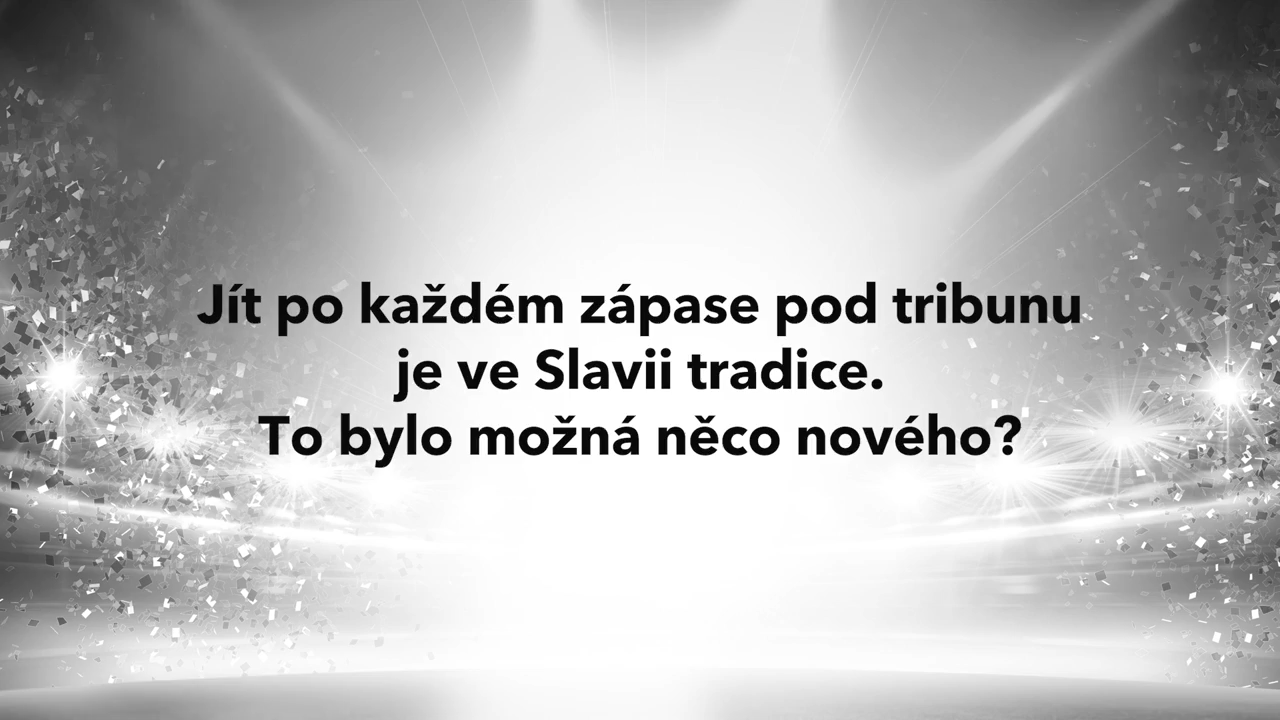 Jít po každém zápase pod tribunu
je ve Slavii tradice.
To bylo možná něco nového?